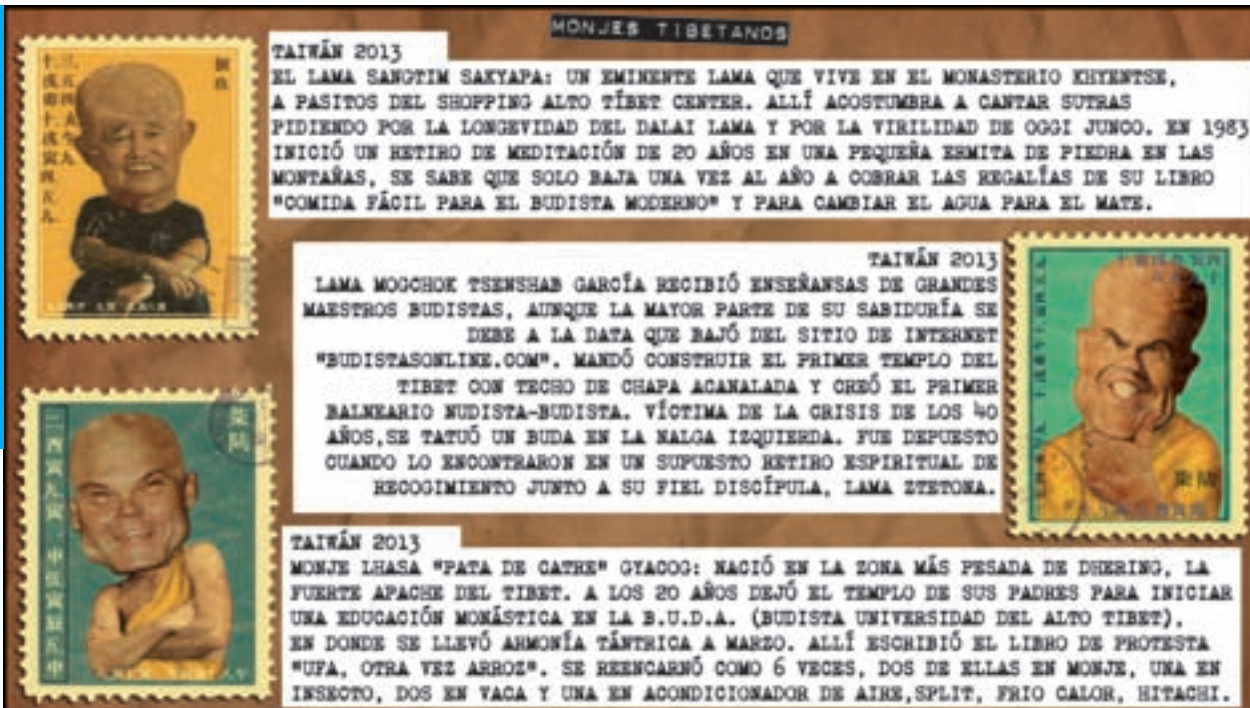 MONJES TIBETANOS
TAIWÁN 2013
EL LAMA SANGTIM SAKYAPA: UN EMINENTE LAMA QUE VIVE EN EL MONASTERIO KHYENTSE,
A PASITOS DEL SHOPPING ALTO TÍBET CENTER. ALLÍ ACOSTUMBRA A CANTAR SUTRAS
PIDIENDO POR LA LONGEVIDAD DEL DALAI LAMA Y POR LA VIRILIDAD DE OGGI JUNCO. EN 1983
INICIÓ UN RETIRO DE MEDITACIÓN DE 20 AÑOS EN UNA PEQUEÑA ERMITA DE PIEDRA EN LAS
MONTAÑAS, SE SABE QUE SOLO BAJA UNA VEZ AL AÑO A COBRAR LAS REGALÍAS DE SU LIBRO
"COMIDA FÁCIL PARA EL BUDISTA MODERNO" Y PARA CAMBIAR EL AGUA PARA EL MATE.
TAIWÁN 2013
LAMA MOGCHOK TSENSHAB GARCÍA RECIBIÓ ENSEÑANSAS DE GRANDES
MAESTROS BUDISTAS, AUNQUE LA MAYOR PARTE DE SU SABIDURÍA SE
DEBE A LA DATA QUE BAJÓ DEL SITIO DE INTERNET
"BUDISTASONLINE.COM". MANDÓ CONSTRUIR EL PRIMER TEMPLO DEL
TIBET CON TECHO DE CHAPA ACANALADA Y CREÓ EL PRIMER
BALNEARIO NUDISTA-BUDISTA. VÍCTIMA DE LA CRISIS DE LOS 40
AÑOS,SE TATUÓ UN BUDA EN LA NALGA IZQUIERDA. FUE DEPUESTO
CUANDO LO ENCONTRARON EN UN SUPUESTO RETIRO ESPIRITUAL DE
RECOGIMIENTO JUNTO A SU FIEL DISCÍPULA, LAMA ZTETONA.
TAIWÁN 2013
MONJE LHASA "PATA DE CATRE" GYACOG: NACIÓ EN LA ZONA MÁS PESADA DE DHERING, LA
FUERTE APACHE DEL TIBET. A LOS 20 AÑOS DEJÓ EL TEMPLO DE SUS PADRES PARA INICIAR
UNA EDUCACIÓN MONÁSTICA EN LA B.U.D.A. (BUDISTA UNIVERSIDAD DEL ALTO TIBET),
EN DONDE SE LLEVÓ ARMONÍA TÁNTRICA A MARZO. ALLÍ ESCRIBIÓ EL LIBRO DE PROTESTA
"UFA, OTRA VEZ ARROZ". SE REENCARNÓ COMO 6 VECES, DOS DE ELLAS EN MONJE, UNA EN
INSECTO, DOS EN VACA Y UNA EN ACONDICIONADOR DE AIRE,SPLIT, FRIO CALOR, HITACHI.